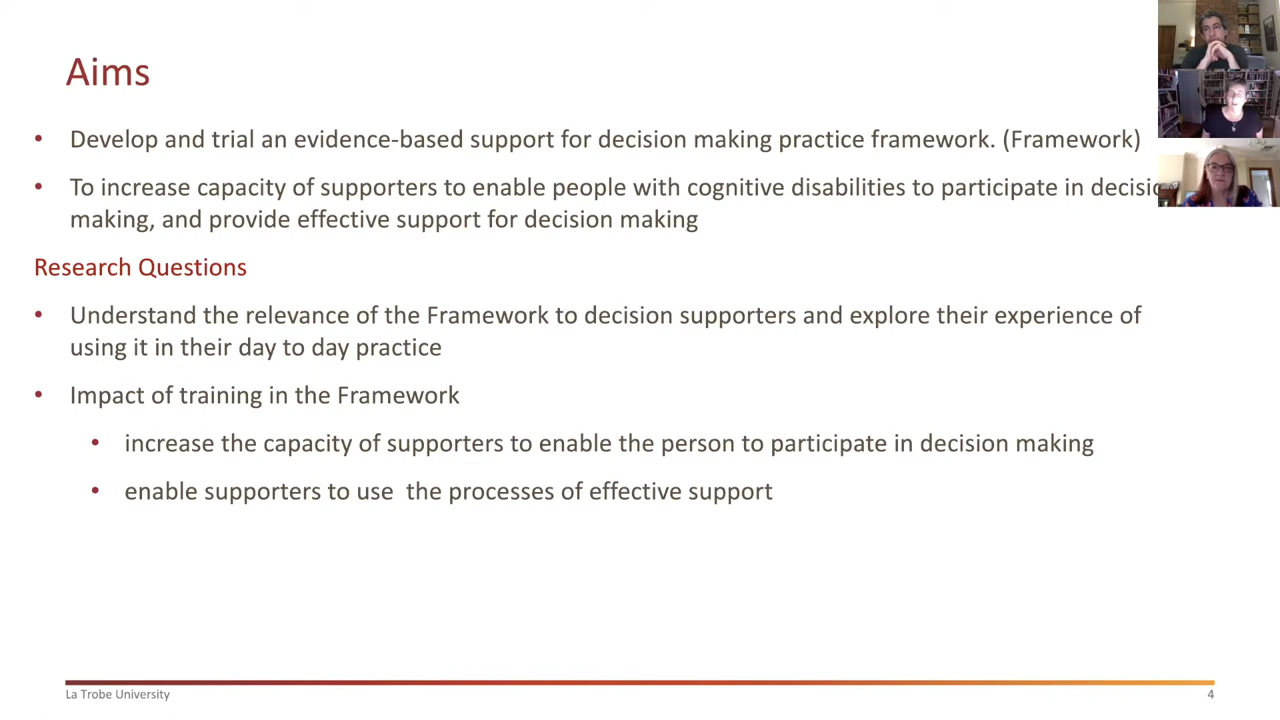 Aims
• Develop and trial an evidence-based support for decision making practice framework. (Framework)
• To increase capacity of supporters to enable people with cognitive disabilities to participate in decisio
making, and provide effective support for decision making
Research Questions
• Understand the relevance of the Framework to decision supporters and explore their experience of
using it in their day to day practice
• Impact of training in the Framework
• increase the capacity of supporters to enable the person to participate in decision making
• enable supporters to use  the processes of effective support
La Trobe University
4